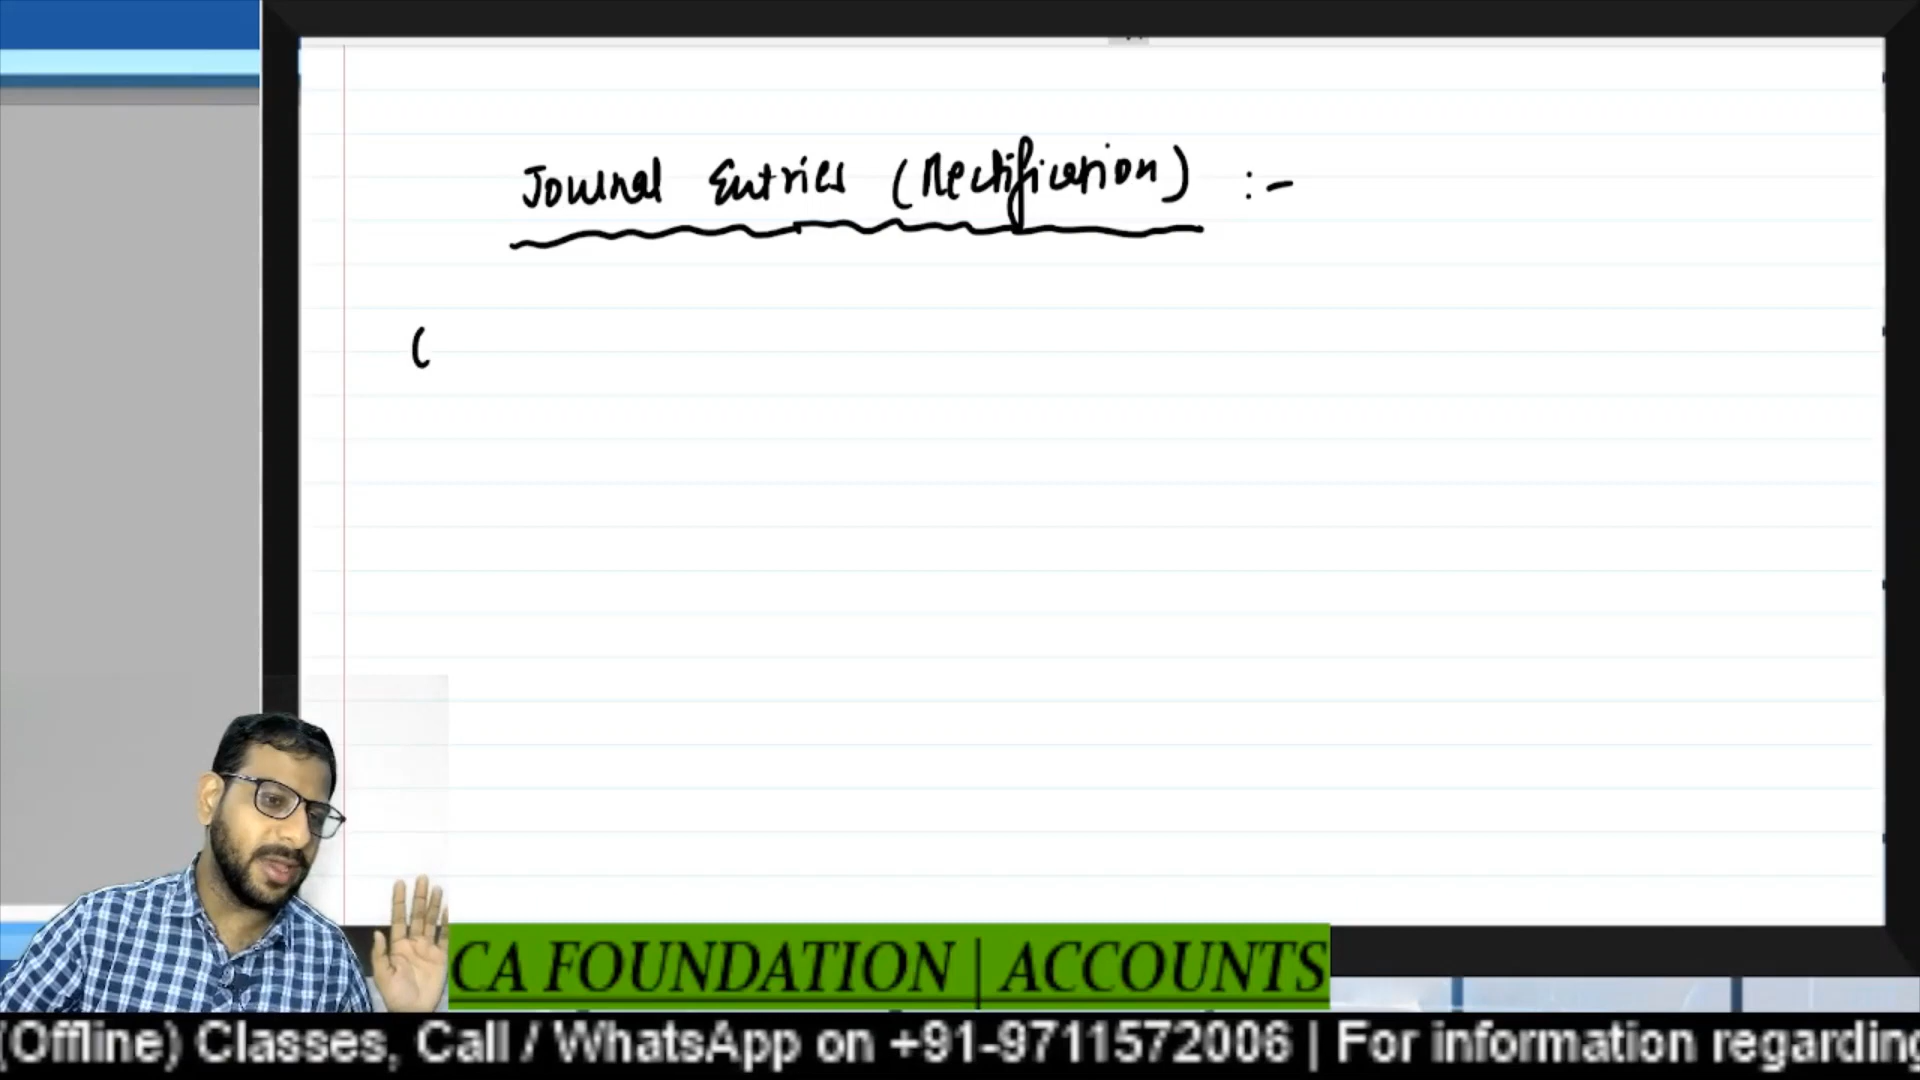 Journal Entries (Rectification) :-
(
CA FOUNDATION | ACCOUNTS
(Offline) Classes, Call / WhatsApp on +91-9711572006 | For information regarding